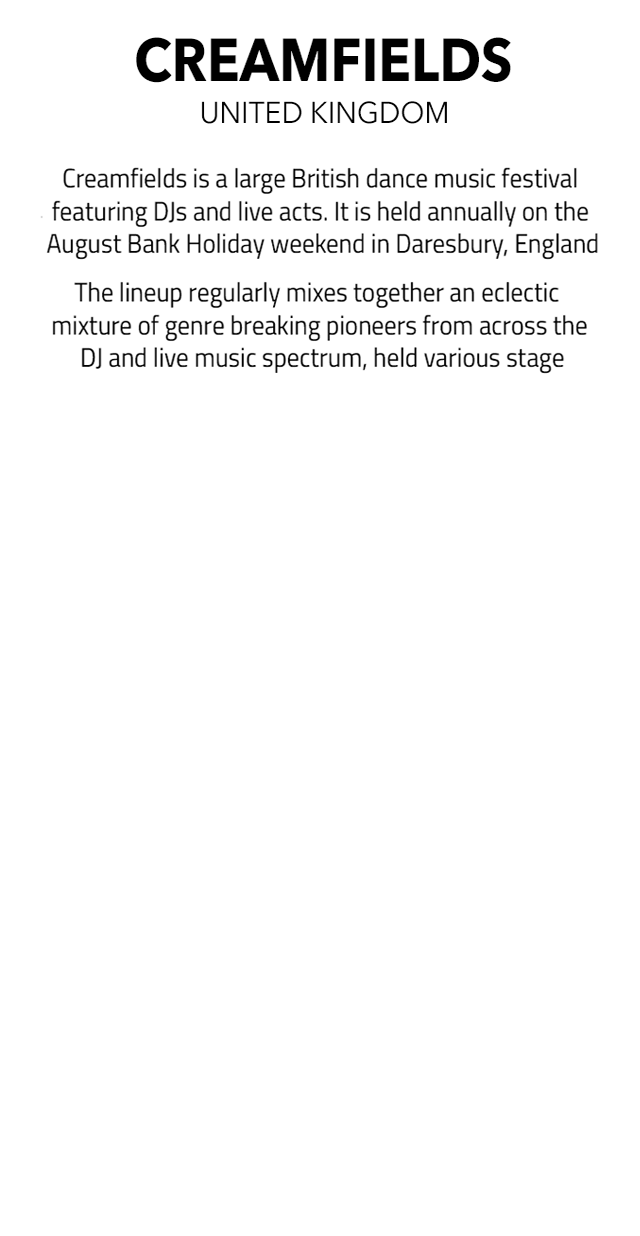 CREAMFIELDS
UNITED KINGDOM
Creamfields is a large British dance music festival
featuring DJs and live acts. It is held annually on the
August Bank Holiday weekend in Daresbury, England
The lineup regularly mixes together an eclectic
mixture of genre breaking pioneers from across the
DJ and live music spectrum, held various stage